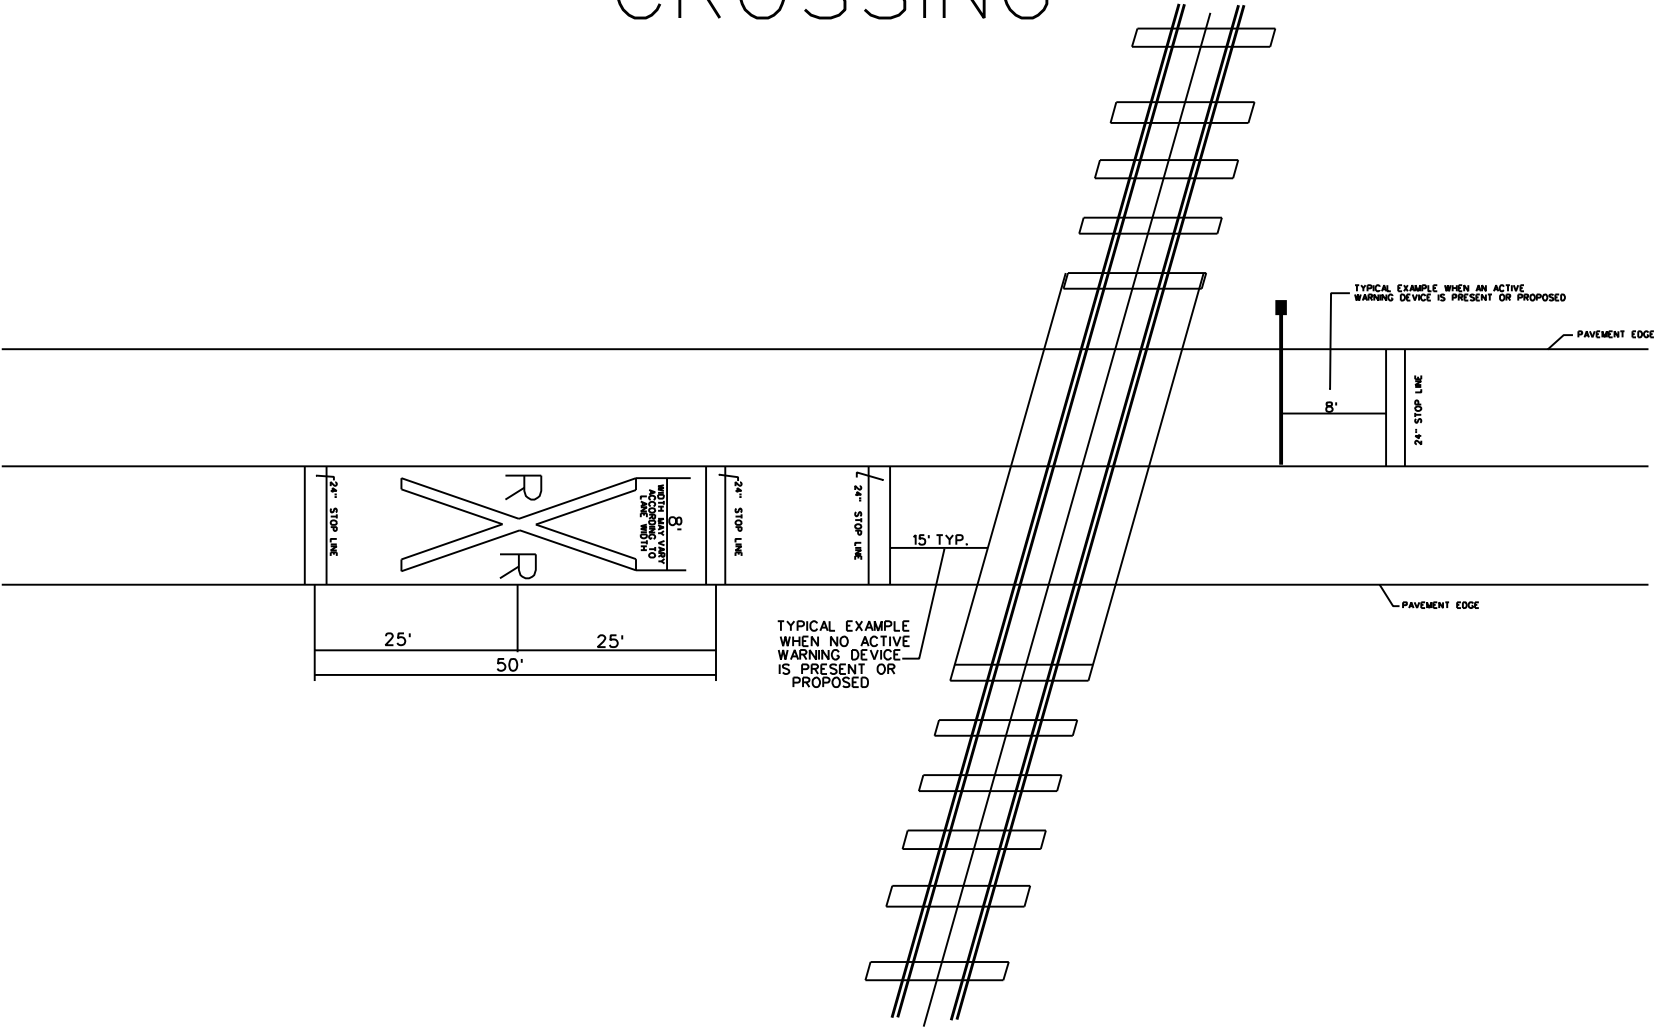 CROSSING
TYPICAL EXAMPLE WHEN AN ACTIVE
WARNING DEVICE IS PRESENT OR PROPOSED
PAVEMENT EDGE
8'
24" STOP LINE
24" STOP LINE
R
R
WIDTH MAY VARY
ACCORDING TO
LANE WIDTH
8'
24" STOP LINE
24" STOP LINE
15' TYP.
PAVEMENT EDGE
25'
25'
50'
TYPICAL EXAMPLE
WHEN NO ACTIVE
WARNING DEVICE
IS PRESENT OR
PROPOSED